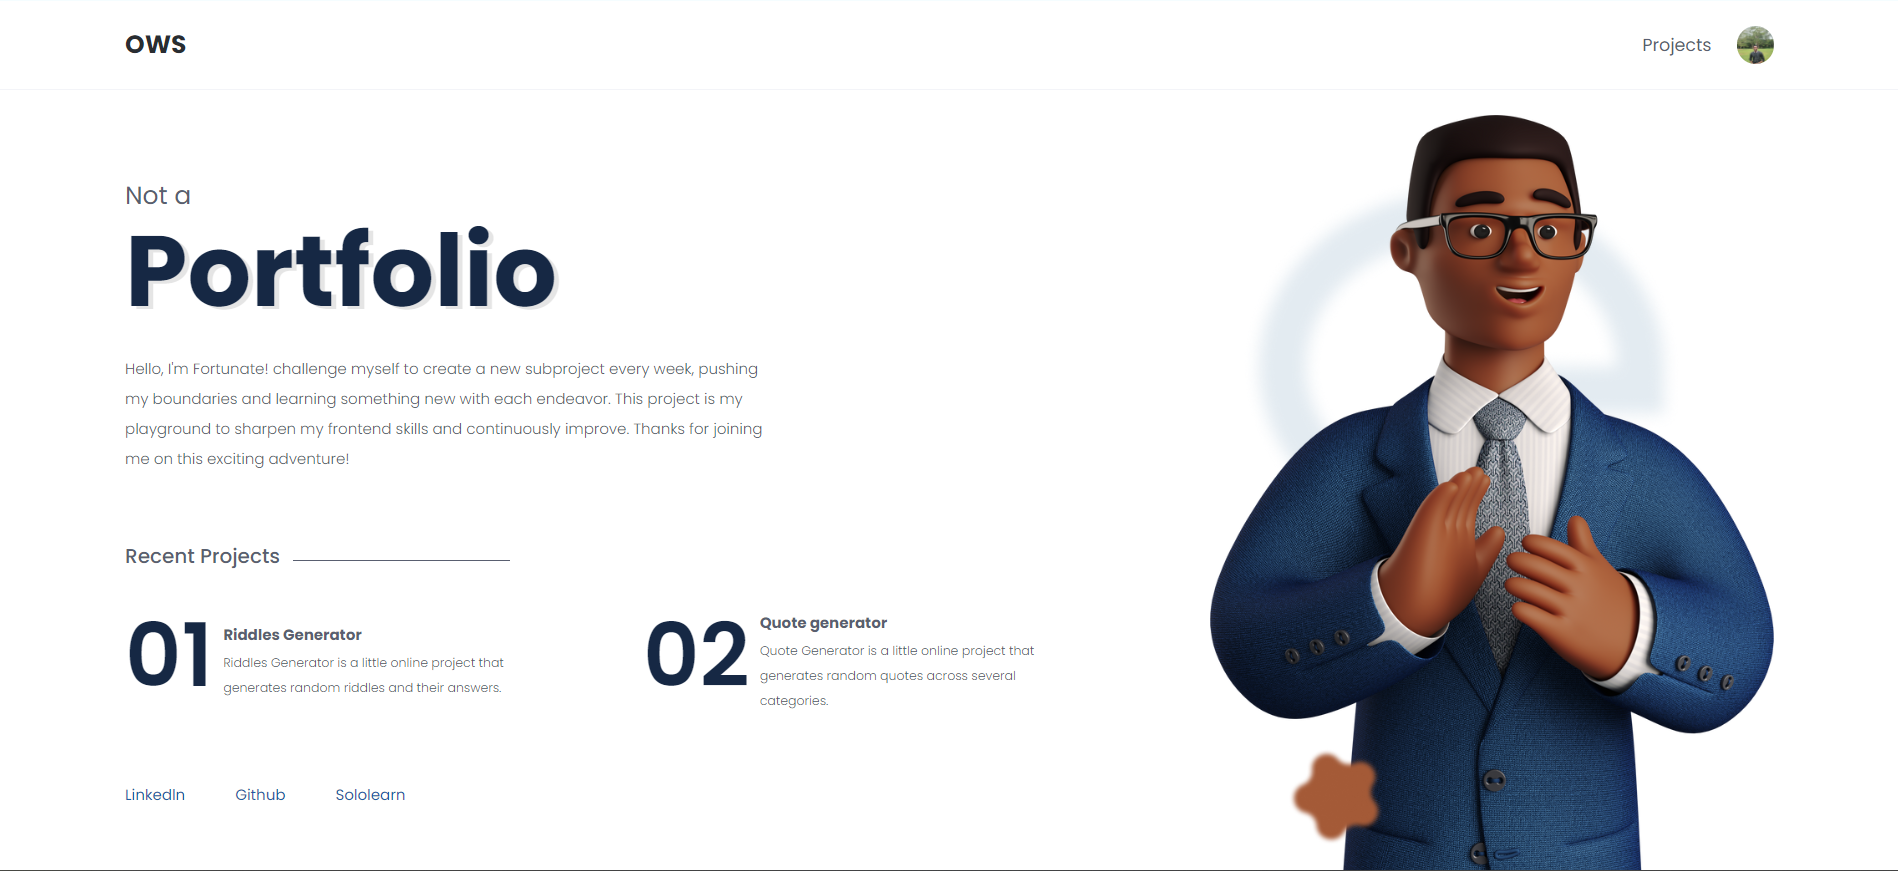 OWS
Projects
Not a
Portfolio
Hello, I'm Fortunate! challenge myself to create a new subproject every week, pushing
my boundaries and learning something new with each endeavor. This project is my
playground to sharpen my frontend skills and continuously improve. Thanks for joining
me on this exciting adventure!
Recent Projects
01
Riddles Generator
Riddles Generator is a little online project that
generates random riddles and their answers.
02
Quote generator
Quote Generator is a little online project that
generates random quotes across several
categories.
LinkedIn
Github
Sololearn